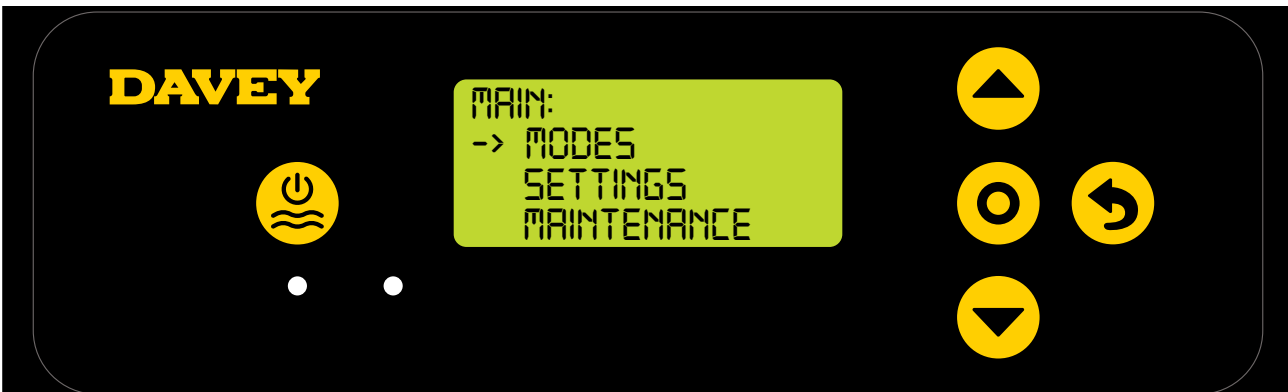 DAVEY
MAIN:
-> MODES
SETTINGS
MAINTENANCE